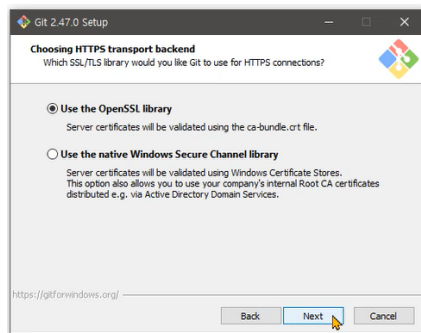 Git 2.47.0 Setup
Choosing HTTPS transport backend
Which SSL/TLS library would you like Git to use for HTTPS connections?
Use the OpenSSL library
Server certificates will be validated using the ca-bundle.crt file.
Use the native Windows Secure Channel library
Server certificates will be validated using Windows Certificate Stores.
This option also allows you to use your company's internal Root CA certificates
distributed e.g. via Active Directory Domain Services.
https://gitforwindows.org/
Back Next Cancel